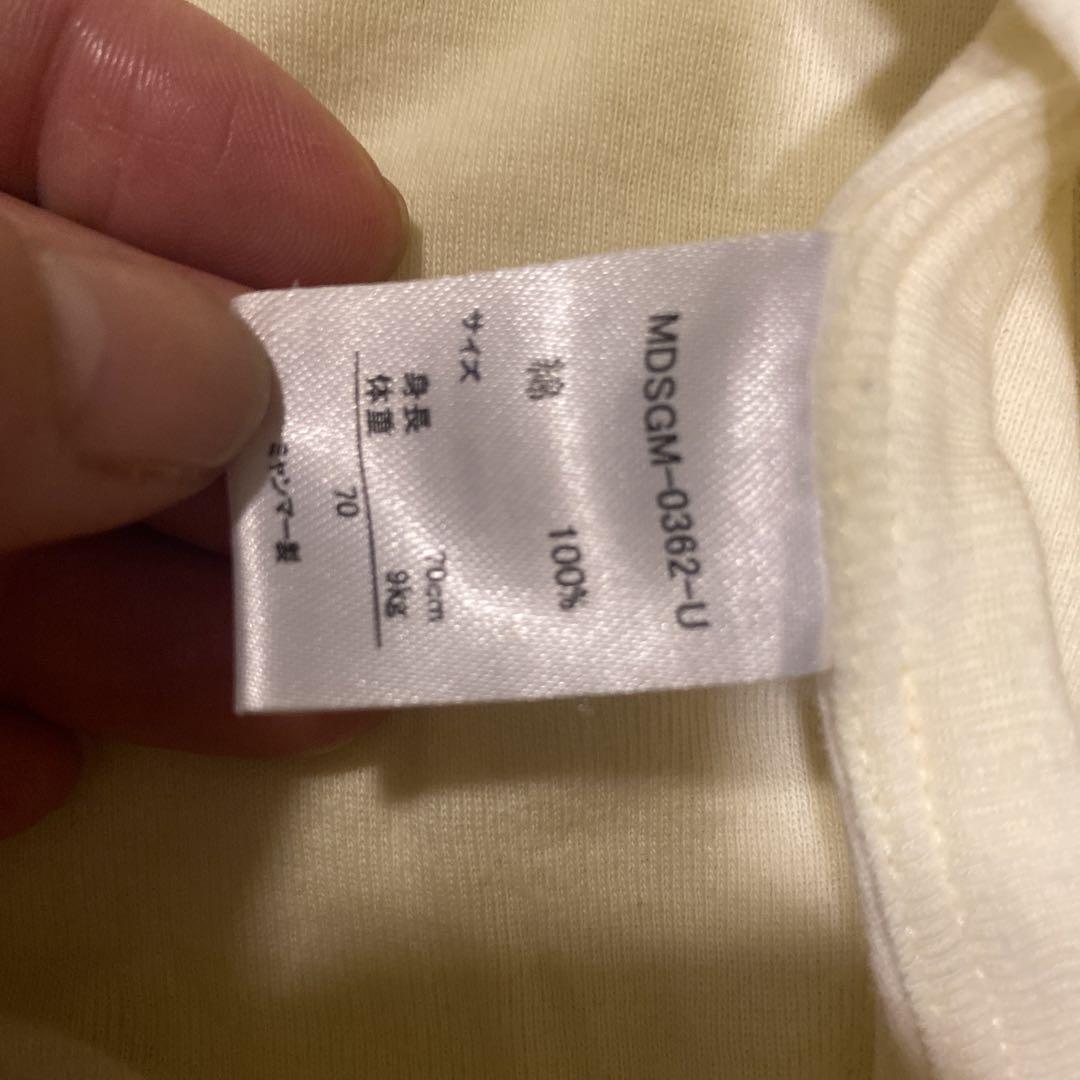 MDSGM-0362-U
綿 100%
サイズ
身長 70cm
体重 9kg
70
ミャンマー製